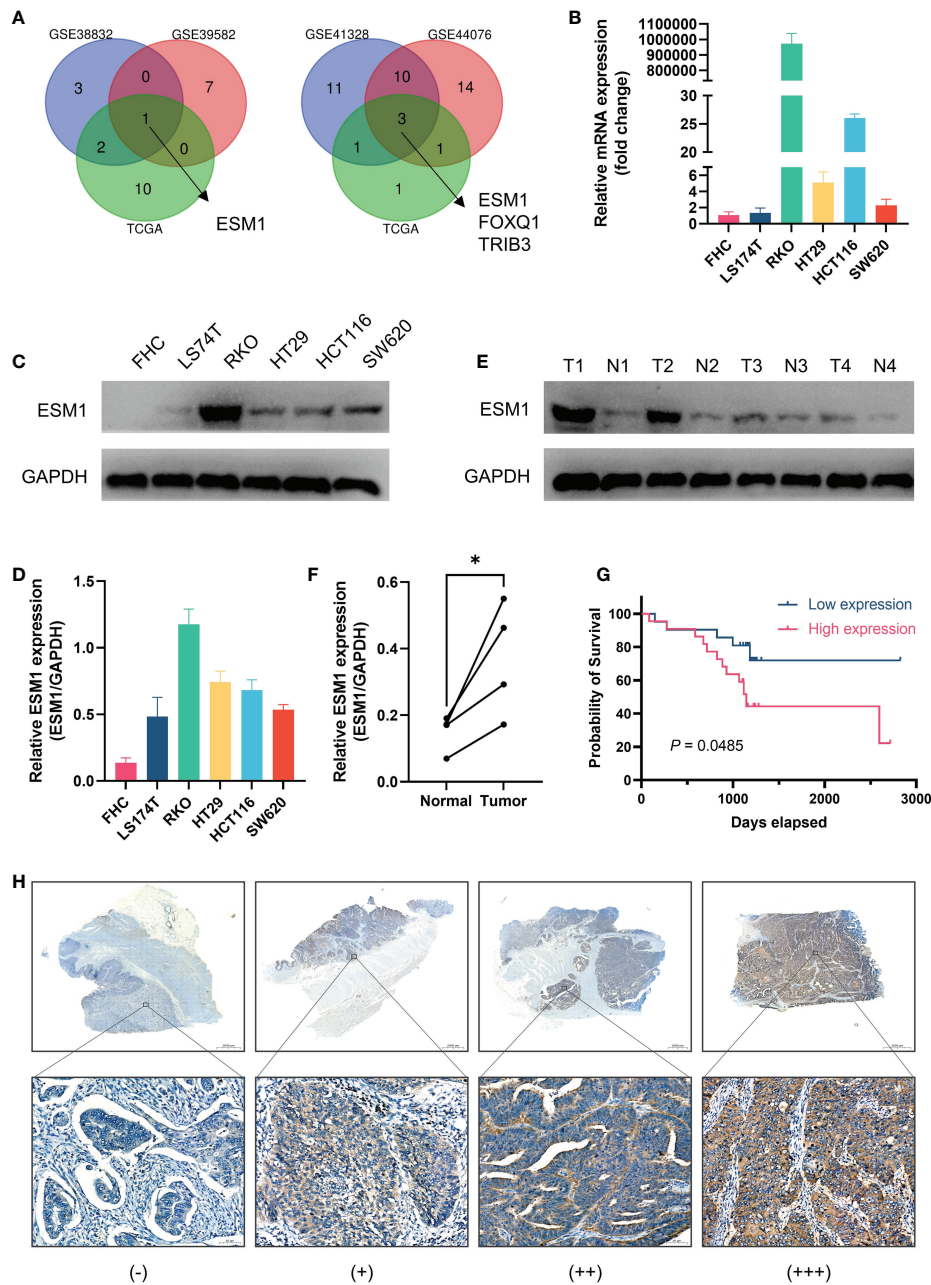 A
GSE38832
GSE39582
3
0
7
1
2
0
10
TCGA
ESM1
GSE41328
GSE44076
11
10
14
3
1
1
1
TCGA
ESM1
FOXQ1
TRIB3
B
Relative mRNA expression
(fold change)
1100000
1000000
900000
800000
30
25
20
6
4
2
0
FHC
LS174T
RKO
HT29
HCT116
SW620
C
FHC
LS74T
RKO
HT29
HCT116
SW620
ESM1
GAPDH
E
T1 N1 T2 N2 T3 N3 T4 N4
ESM1
GAPDH
D
Relative ESM1 expression
(ESM1/GAPDH)
1.5
1.0
0.5
0.0
FHC
LS174T
RKO
HT29
HCT116
SW620
F
Relative ESM1 expression
(ESM1/GAPDH)
0.6
0.4
0.2
0.0
*
Normal Tumor
G
Probability of Survival
100
80
60
40
20
0
Low expression
High expression
P = 0.0485
0 1000 2000 3000
Days elapsed
H
(-)
(+)
(++)
(+++)